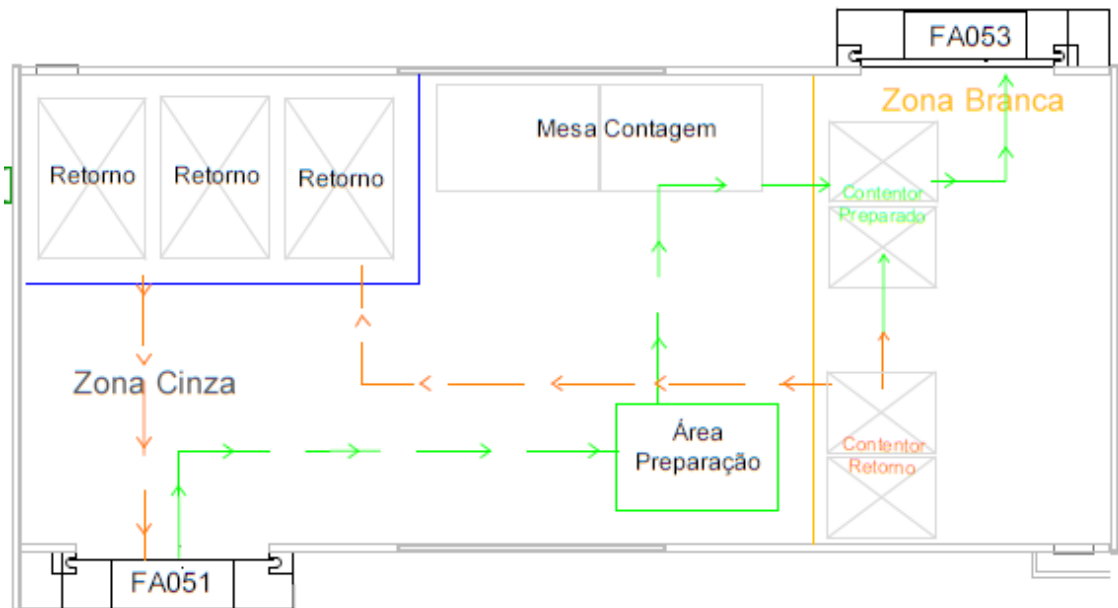 FA053
Zona Branca
Mesa Contagem
Retorno
Retorno
Retorno
Contentor
Preparado
Zona Cinza
Área
Preparação
Contentor
Retorno
FA051